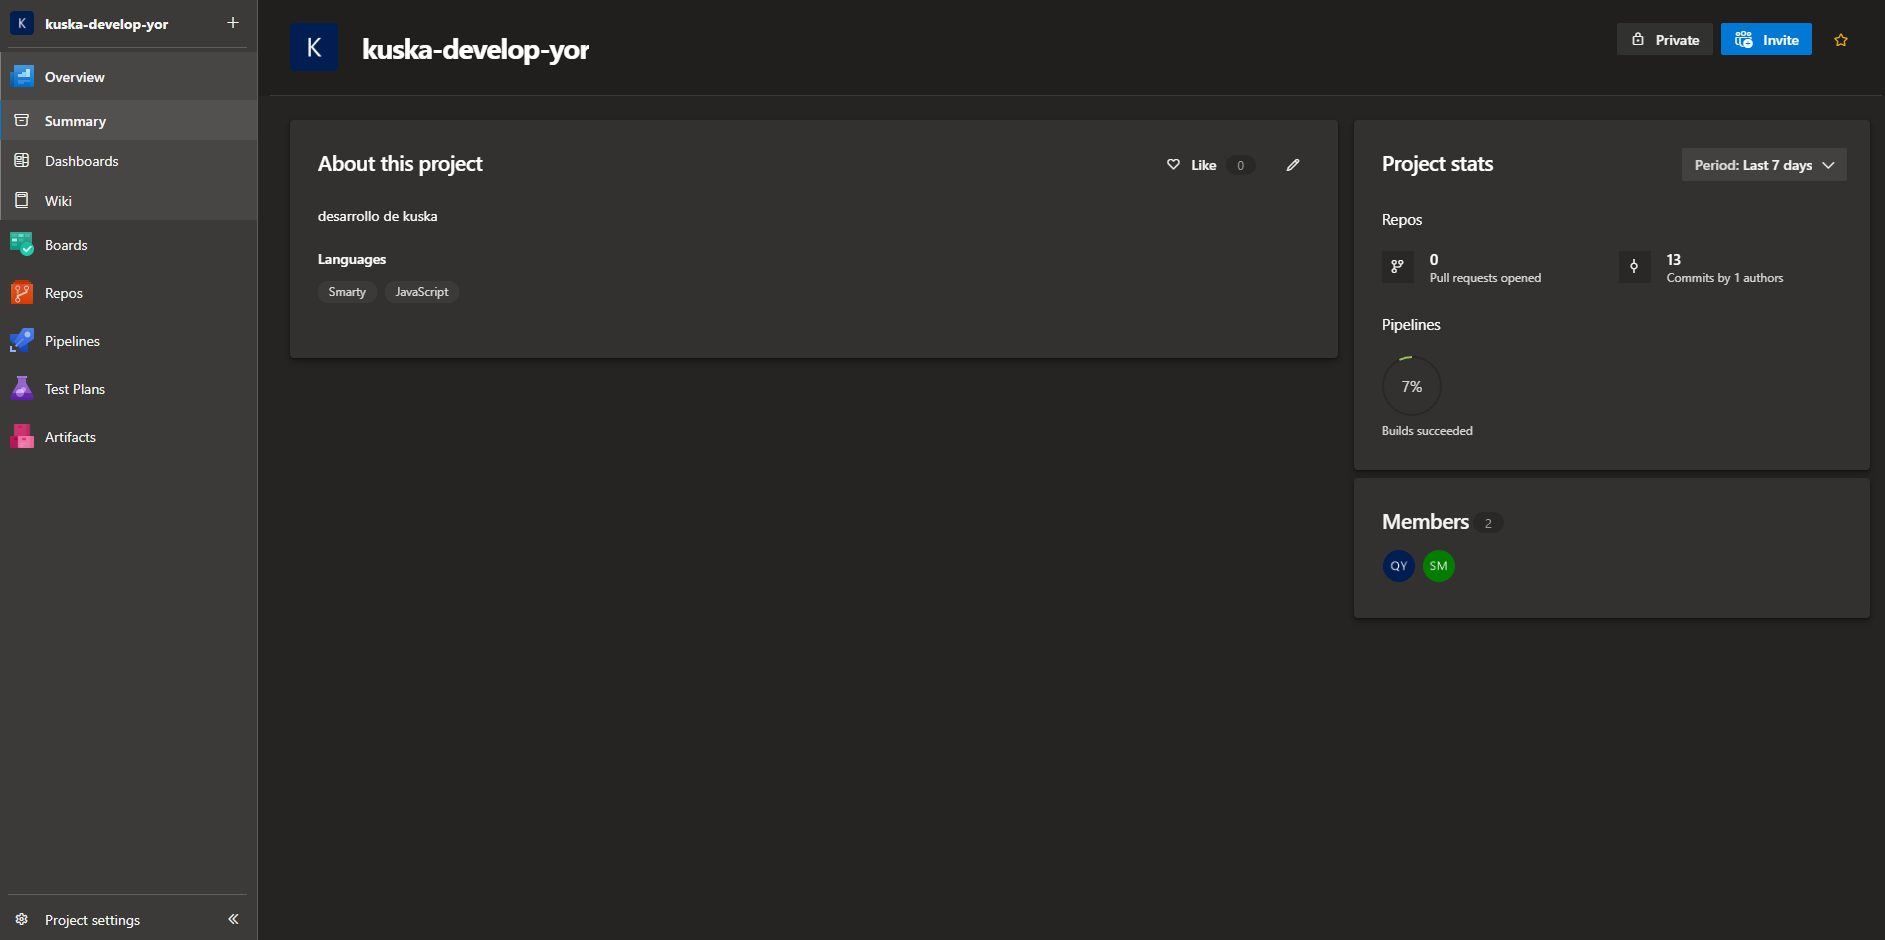 K kuska-develop-yor +
Overview
Summary
Dashboards
Wiki
Boards
Repos
Pipelines
Test Plans
Artifacts
Project settings
K kuska-develop-yor
Private Invite
About this project
Like 0
desarrollo de kuska
Languages
Smarty JavaScript
Project stats
Period: Last 7 days
Repos
0
Pull requests opened
13
Commits by 1 authors
Pipelines
7%
Builds succeeded
Members 2
QY SM